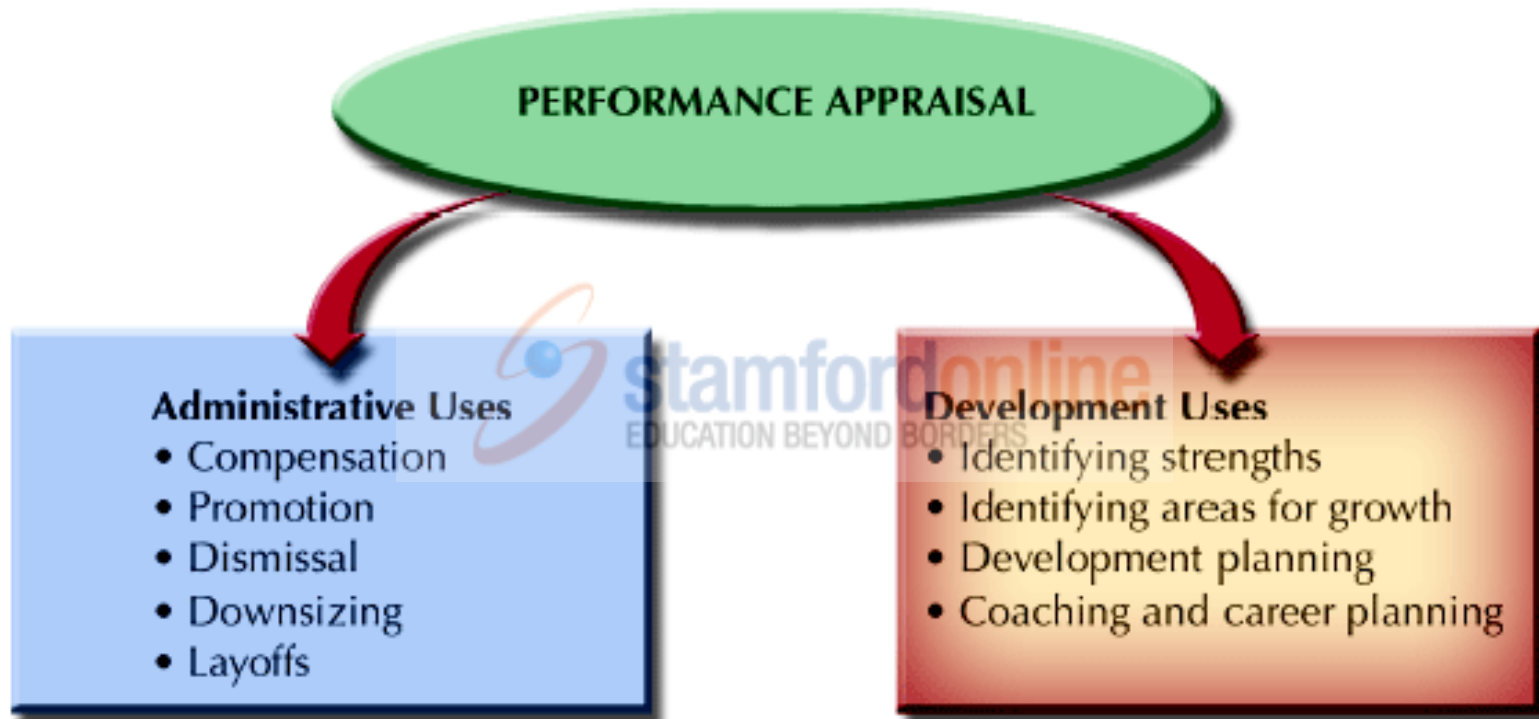 PERFORMANCE APPRAISAL
Administrative Uses
• Compensation
• Promotion
• Dismissal
• Downsizing
• Layoffs
stamfordonline
EDUCATION BEYOND BORDERS
Development Uses
• Identifying strengths
• Identifying areas for growth
• Development planning
• Coaching and career planning